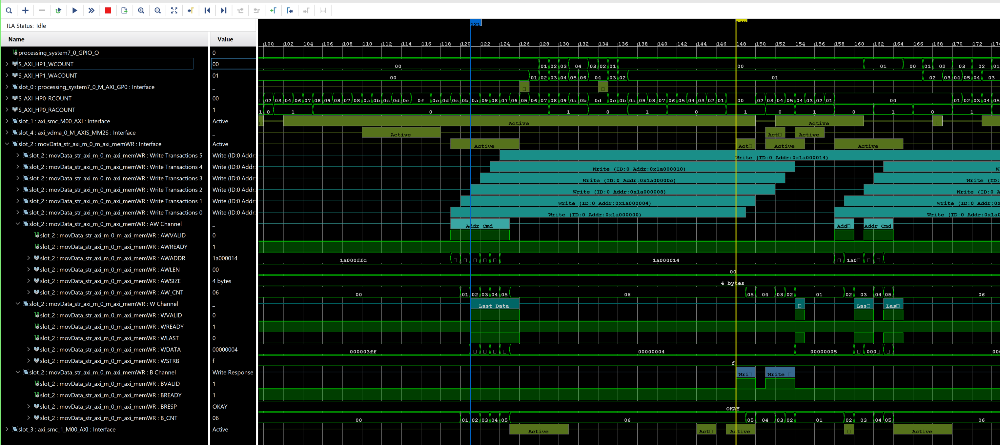 ILA Status: Idle
Name Value
121
100 102 104 106 108 110 112 114 116 118 120 122 124 126 128 130 132 134 136 138 140 142 144 146 148 150 152 154 156 158 160 162 164 166 168 170 172 174
processing_system7_0_GPIO_O 0
S_AXI_HP1_WCOUNT 00 00 01 02 03 04 03 02 01 00 01 00 01 02 03 02 01
S_AXI_HP1_WACOUNT 01 00 01 02 03 04 05 06 04 03 02 01 02 03 04 05 04 03
slot_0 : processing_system7_0_M_AXI_GP0 : Interface _
S_AXI_HP0_RCOUNT 00 02 03 04 06 07 08 09 08 07 08 0a 0b 0c 0d 0e 0f 0e 0d 0c 0b 0a 09 08 07 06 05 06 07 08 09 0a 0b 0d 0c 0b 0a 09 08 07 06 05 04 03 02 01 00 02 03 04 05 04 03 02 01 00 01 02 03 04 05
S_AXI_HP0_RACOUNT 1 1 0 1 0 1 0 1 0 1 0 1 0 1 0 1
slot_1 : axi_smc_M00_AXI : Interface Active Active Active
slot_4 : axi_vdma_0_M_AXIS_MM2S : Interface _ Active Act Active
slot_2 : movData_str_axi_m_0_m_axi_memWR : Interface Active Active Act Active Active
slot_2 : movData_str_axi_m_0_m_axi_memWR : Write Transactions 5 Write (ID:0 Addr: Write (ID:0 Addr:0x1a000014)
slot_2 : movData_str_axi_m_0_m_axi_memWR : Write Transactions 4 Write (ID:0 Addr: Write (ID:0 Addr:0x1a000010) W
slot_2 : movData_str_axi_m_0_m_axi_memWR : Write Transactions 3 Write (ID:0 Addr: Write (ID:0 Addr:0x1a00000c) Write (ID:
slot_2 : movData_str_axi_m_0_m_axi_memWR : Write Transactions 2 Write (ID:0 Addr: Write (ID:0 Addr:0x1a000008) Write (ID:0 A
slot_2 : movData_str_axi_m_0_m_axi_memWR : Write Transactions 1 Write (ID:0 Addr: Write (ID:0 Addr:0x1a000004) Write (ID:0 Addr:0x
slot_2 : movData_str_axi_m_0_m_axi_memWR : Write Transactions 0 Write (ID:0 Addr: Write (ID:0 Addr:0x1a000000) Write (ID:0 Addr:0x1a0
slot_2 : movData_str_axi_m_0_m_axi_memWR : AW Channel _ Addr Cmd Add Addr Cmd
slot_2 : movData_str_axi_m_0_m_axi_memWR : AWVALID 0
slot_2 : movData_str_axi_m_0_m_axi_memWR : AWREADY 1
slot_2 : movData_str_axi_m_0_m_axi_memWR : AWADDR 1a000014 1a000ffc 1a000014 1a0
slot_2 : movData_str_axi_m_0_m_axi_memWR : AWLEN 00 00
slot_2 : movData_str_axi_m_0_m_axi_memWR : AWSIZE 4 bytes 4 bytes
slot_2 : movData_str_axi_m_0_m_axi_memWR : AW_CNT 06 00 01 02 03 04 05 06 05 04 03 02 01 02 03 04 05 06
slot_2 : movData_str_axi_m_0_m_axi_memWR : W Channel _ Last Data Las Las
slot_2 : movData_str_axi_m_0_m_axi_memWR : WVALID 0
slot_2 : movData_str_axi_m_0_m_axi_memWR : WREADY 1
slot_2 : movData_str_axi_m_0_m_axi_memWR : WLAST 0
slot_2 : movData_str_axi_m_0_m_axi_memWR : WDATA 00000004 000003ff 00000004 00000005 000 000
slot_2 : movData_str_axi_m_0_m_axi_memWR : WSTRB f f
slot_2 : movData_str_axi_m_0_m_axi_memWR : B Channel Write Response Wri Write
slot_2 : movData_str_axi_m_0_m_axi_memWR : BVALID 1
slot_2 : movData_str_axi_m_0_m_axi_memWR : BREADY 1
slot_2 : movData_str_axi_m_0_m_axi_memWR : BRESP OKAY OKAY
slot_2 : movData_str_axi_m_0_m_axi_memWR : B_CNT 06 00 01 02 03 04 05 06 05 04 03 02 01 02 03 04 05 06
slot_3 : axi_smc_1_M00_AXI : Interface Active Active Act Active Active